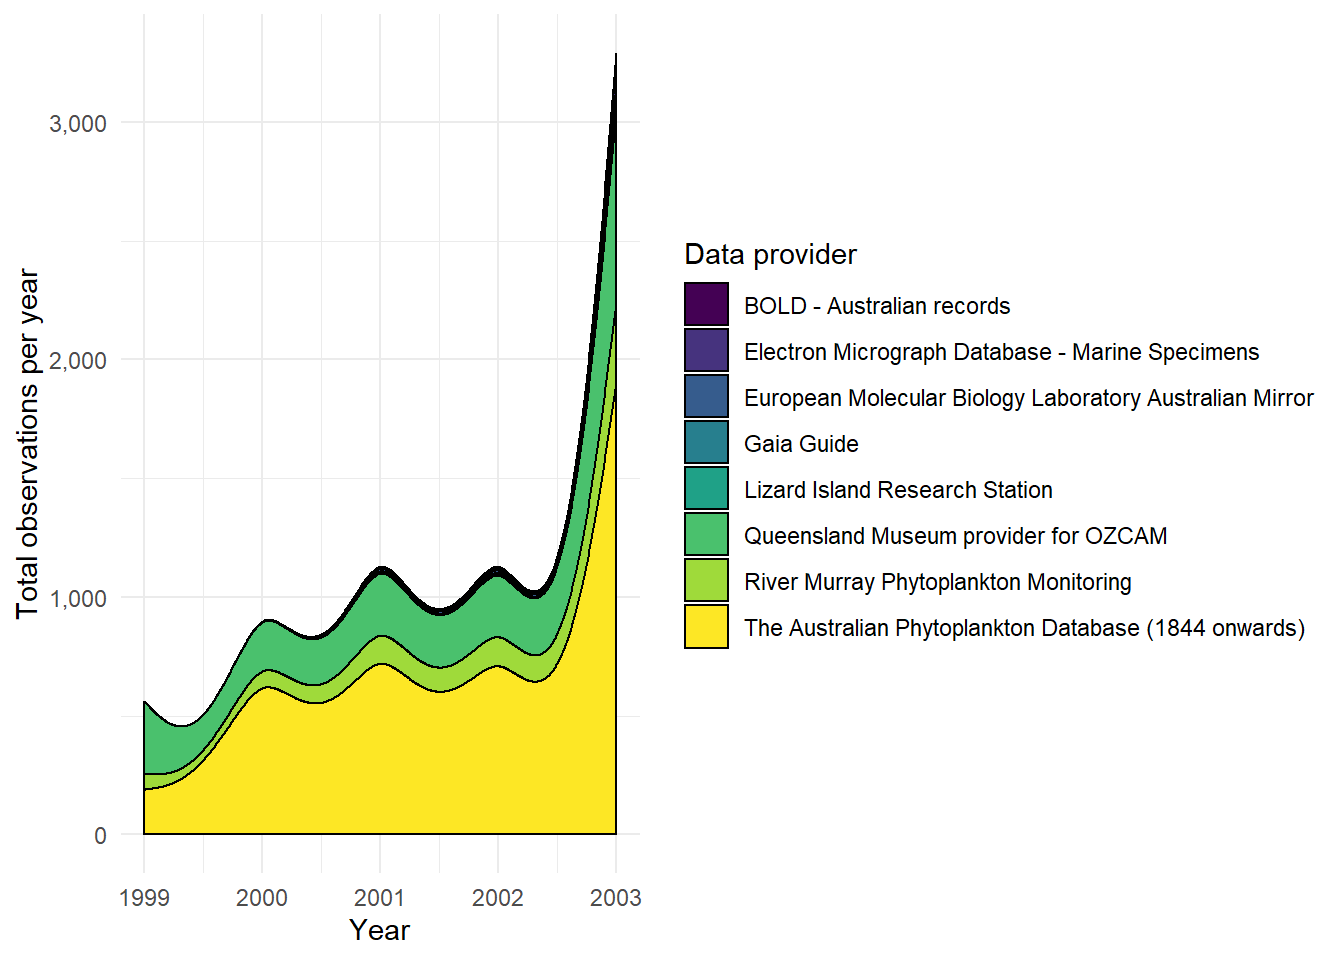 Total observations per year
3,000
2,000
1,000
0
1999 2000 2001 2002 2003
Year
Data provider
BOLD - Australian records
Electron Micrograph Database - Marine Specimens
European Molecular Biology Laboratory Australian Mirror
Gaia Guide
Lizard Island Research Station
Queensland Museum provider for OZCAM
River Murray Phytoplankton Monitoring
The Australian Phytoplankton Database (1844 onwards)